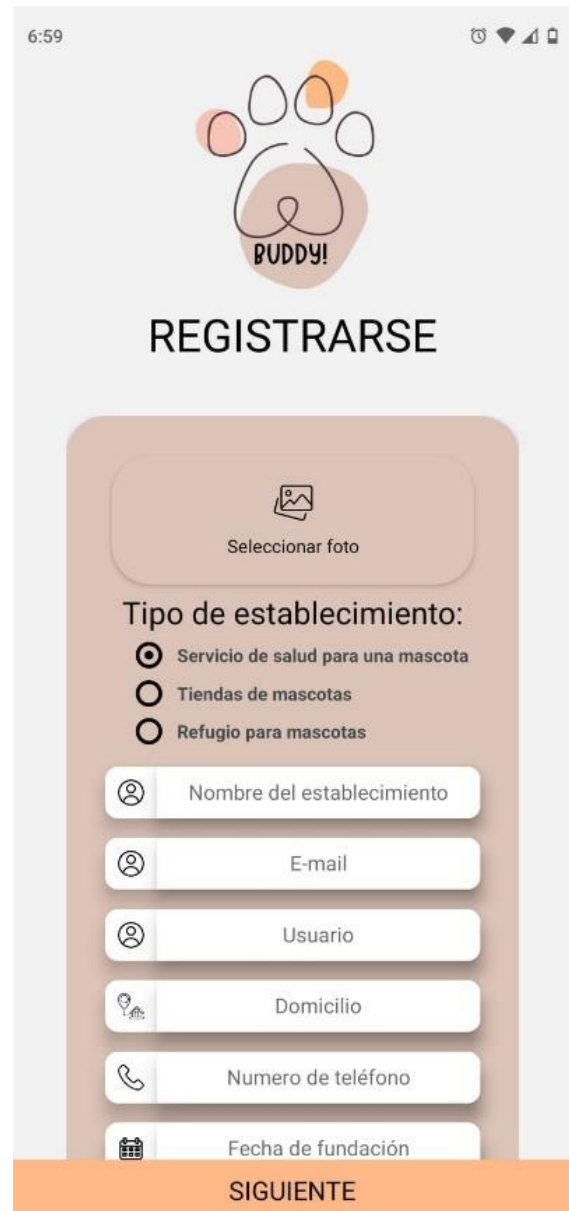 6:59
BUDDY!
REGISTRARSE
Seleccionar foto
Tipo de establecimiento:
Servicio de salud para una mascota
Tiendas de mascotas
Refugio para mascotas
Nombre del establecimiento
E-mail
Usuario
Domicilio
Numero de teléfono
Fecha de fundación
SIGUIENTE